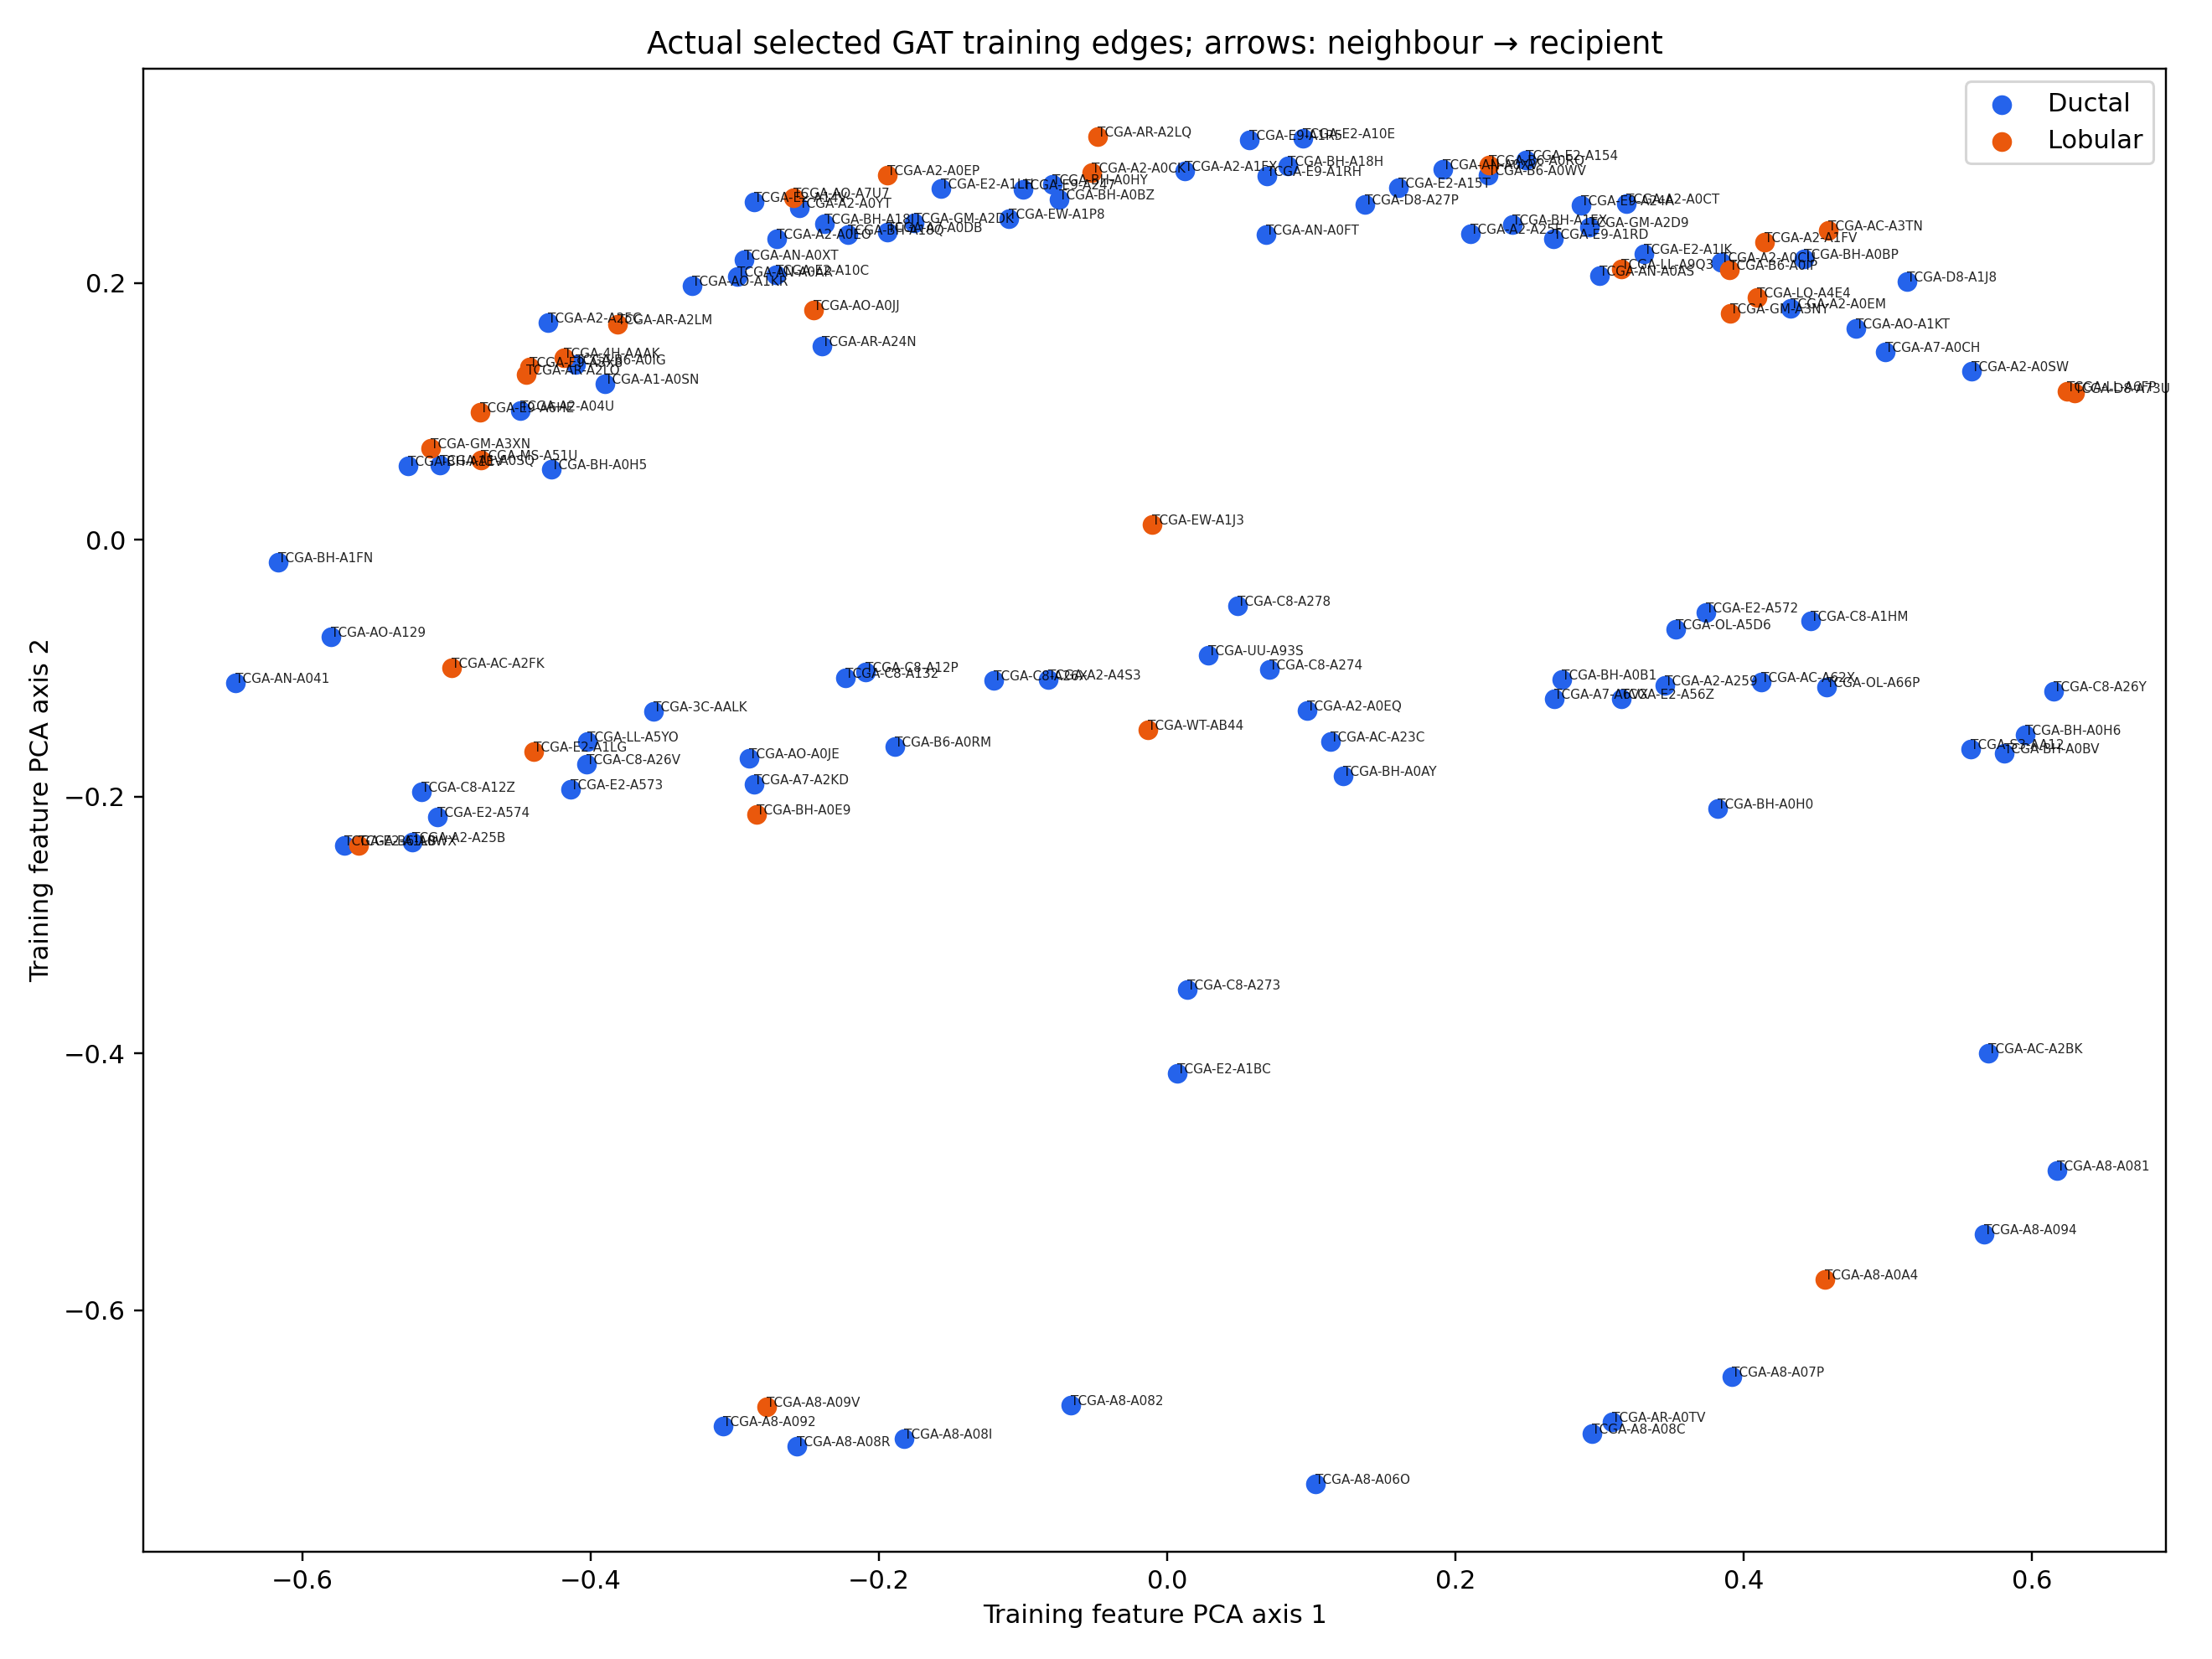 Actual selected GAT training edges; arrows: neighbour → recipient
Ductal
Lobular
TCGA-AR-A2LQ
TCGA-E2-A10E
TCGA-BH-A18H
TCGA-E9-A1RH
TCGA-E2-A154
TCGA-B6-A0WV
TCGA-A2-A0EP
TCGA-A2-A0CK
TCGA-E2-A15T
TCGA-D8-A27P
TCGA-BH-A0HY
TCGA-BH-A0BZ
TCGA-AO-A7U7
TCGA-A2-A0YT
TCGA-GM-A2DK
TCGA-EW-A1P8
TCGA-AN-A0FT
TCGA-A2-A0CT
TCGA-GM-A2D9
TCGA-E9-A1RD
TCGA-AC-A3TN
TCGA-A2-A1FV
TCGA-BH-A0BP
TCGA-E2-A1IK
TCGA-AN-A0XT
TCGA-E2-A10C
TCGA-AN-A0AS
TCGA-D8-A1J8
TCGA-LQ-A4E4
TCGA-A2-A0EM
TCGA-GM-A3NY
TCGA-AO-A1KT
TCGA-A7-A0CH
TCGA-A2-A0SW
TCGA-D8-A73U
TCGA-AO-A0JJ
TCGA-AR-A2LM
TCGA-AR-A24N
TCGA-4H-AAAK
TCGA-A1-A0SN
TCGA-A2-A04U
TCGA-GM-A3XN
TCGA-MS-A51U
TCGA-BH-A0H5
TCGA-EW-A1J3
TCGA-BH-A1FN
TCGA-C8-A278
TCGA-E2-A572
TCGA-OL-A5D6
TCGA-C8-A1HM
TCGA-AO-A129
TCGA-UU-A93S
TCGA-C8-A274
TCGA-AC-A2FK
TCGA-AN-A041
TCGA-C8-A12P
TCGA-C8-A132
TCGA-A2-A4S3
TCGA-BH-A0B1
TCGA-A2-A259
TCGA-AC-A62X
TCGA-OL-A66P
TCGA-E2-A56Z
TCGA-C8-A26Y
TCGA-3C-AALK
TCGA-A2-A0EQ
TCGA-WT-AB44
TCGA-AC-A23C
TCGA-BH-A0H6
TCGA-BH-A0BV
TCGA-LL-A5YO
TCGA-E2-A1LG
TCGA-C8-A26V
TCGA-B6-A0RM
TCGA-AO-A0JE
TCGA-A7-A2KD
TCGA-BH-A0AY
TCGA-E2-A573
TCGA-C8-A12Z
TCGA-BH-A0E9
TCGA-E2-A574
TCGA-BH-A0H0
TCGA-A2-A25B
TCGA-C8-A273
TCGA-E2-A1BC
TCGA-AC-A2BK
TCGA-A8-A081
TCGA-A8-A094
TCGA-A8-A0A4
TCGA-A8-A07P
TCGA-A8-A09V
TCGA-A8-A082
TCGA-A8-A092
TCGA-AR-A0TV
TCGA-A8-A08C
TCGA-A8-A08R
TCGA-A8-A08I
TCGA-A8-A06O
0.2
0.0
−0.2
−0.4
−0.6
Training feature PCA axis 2
−0.6 −0.4 −0.2 0.0 0.2 0.4 0.6
Training feature PCA axis 1